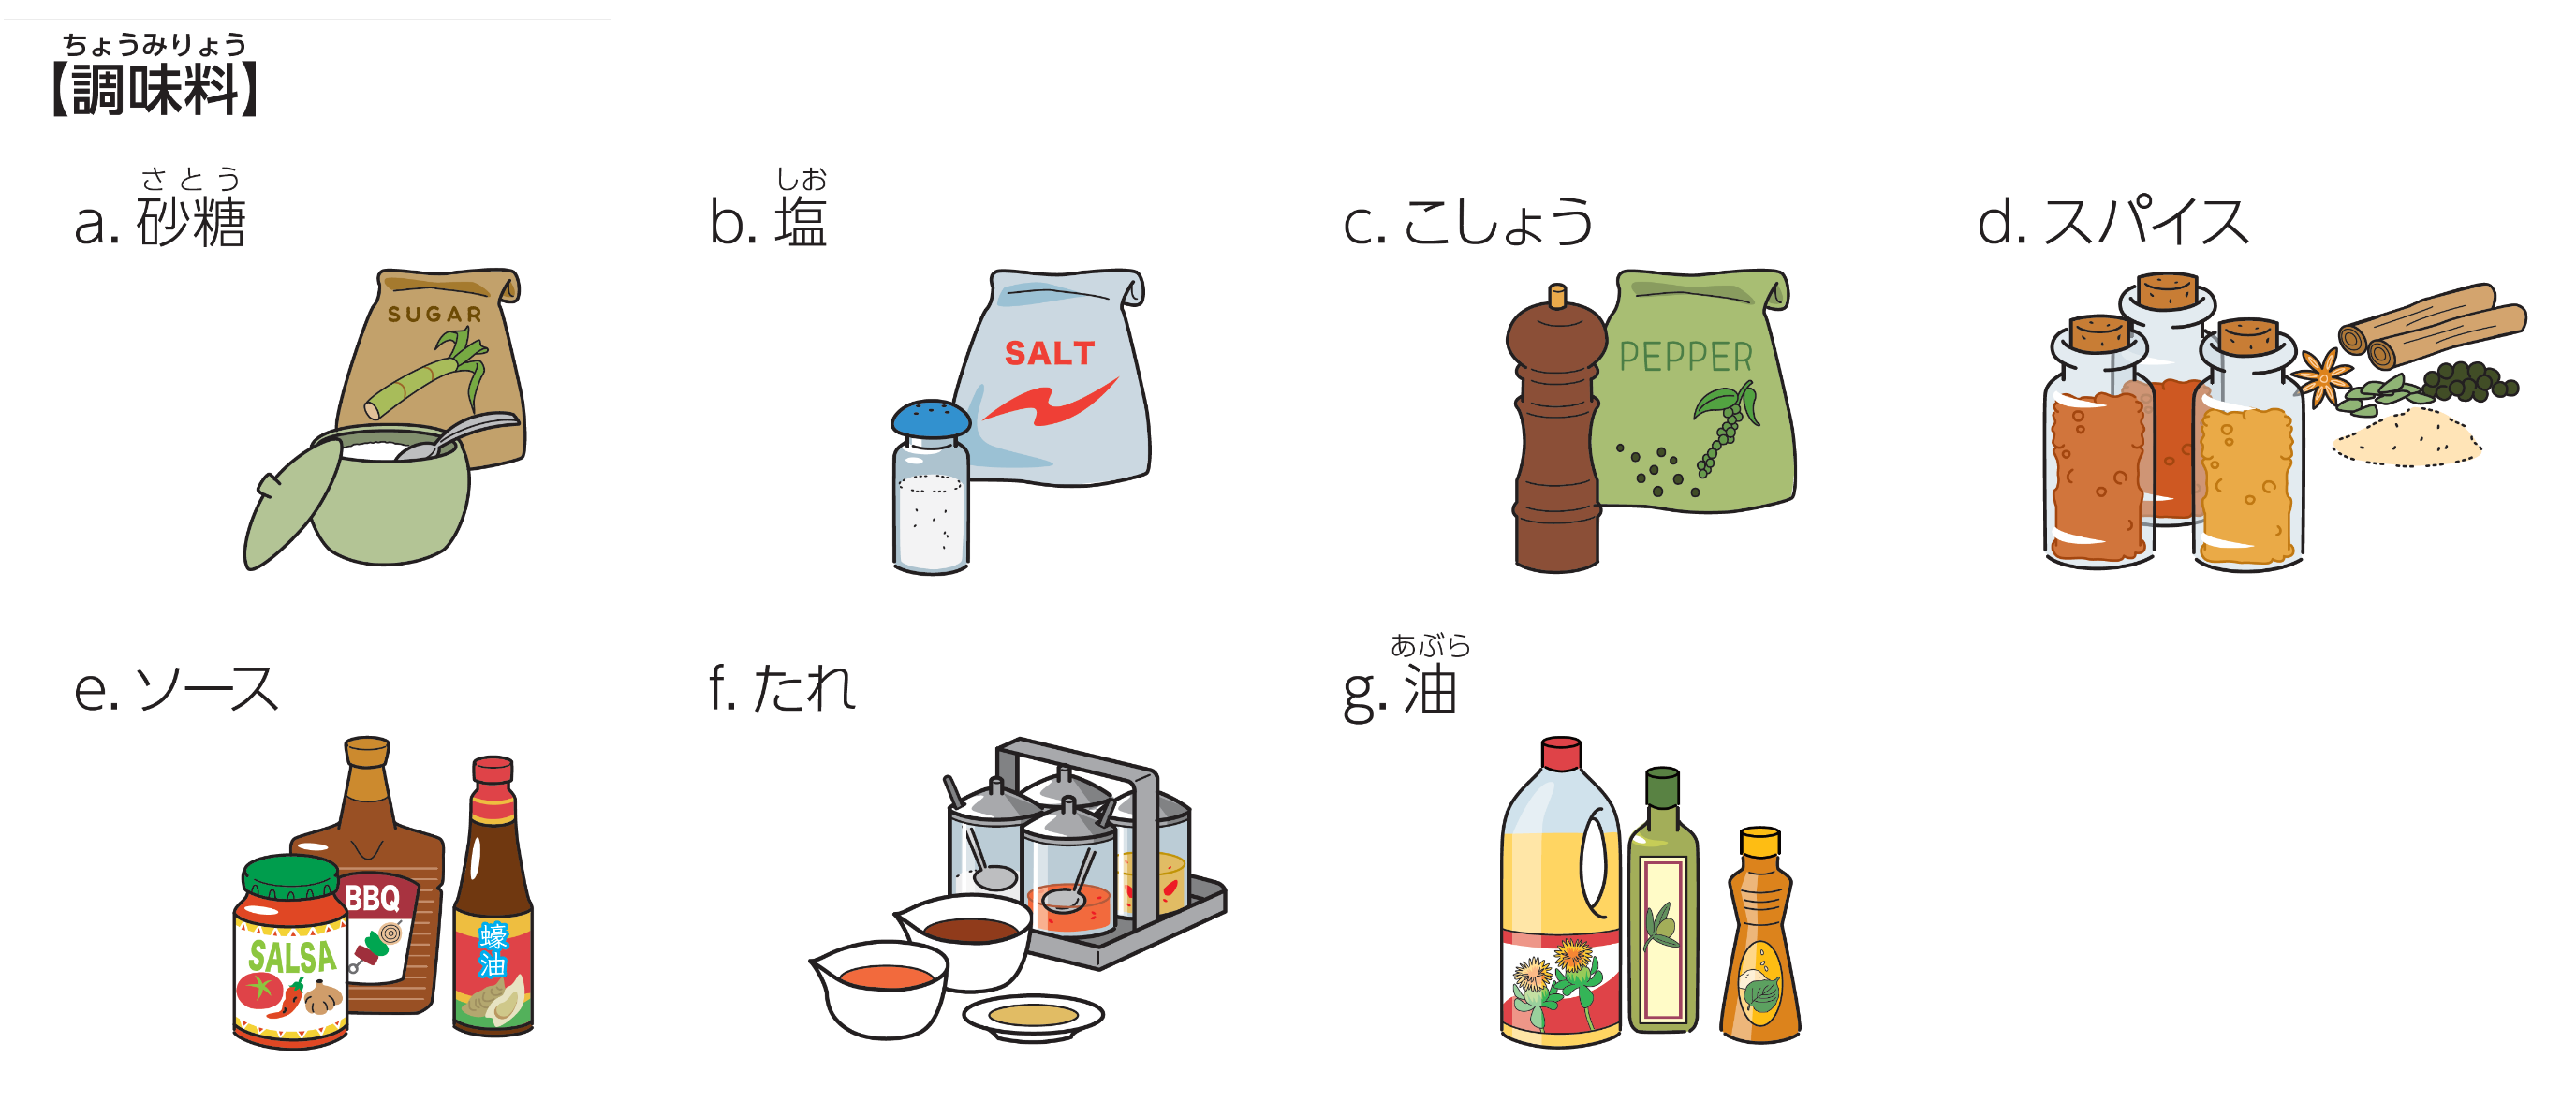 ちょうみりょう
【調味料】
さとう
a. 砂糖
しお
b. 塩
c. こしょう
d. スパイス
SUGAR
SALT
PEPPER
e. ソース
f. たれ
あぶら
g. 油
BBQ
SALSA
蠔油